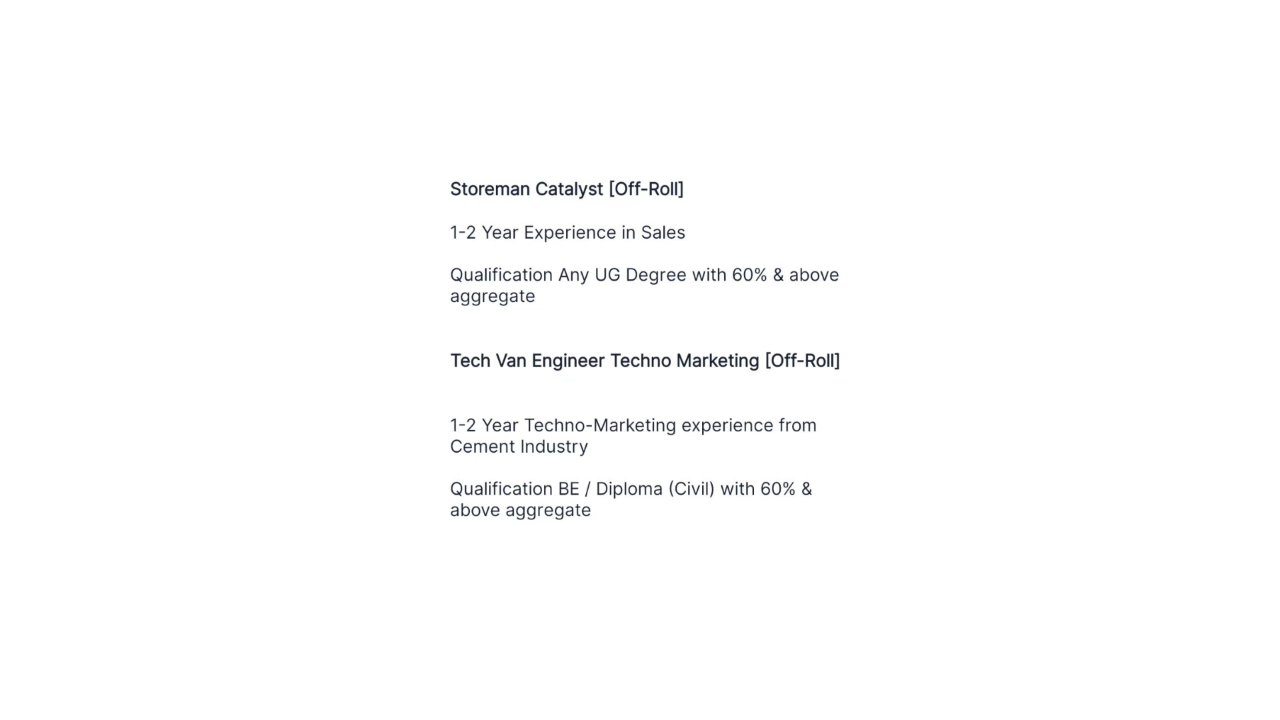 Storeman Catalyst [Off-Roll]
1-2 Year Experience in Sales
Qualification Any UG Degree with 60% & above
aggregate
Tech Van Engineer Techno Marketing [Off-Roll]
1-2 Year Techno-Marketing experience from
Cement Industry
Qualification BE / Diploma (Civil) with 60% &
above aggregate